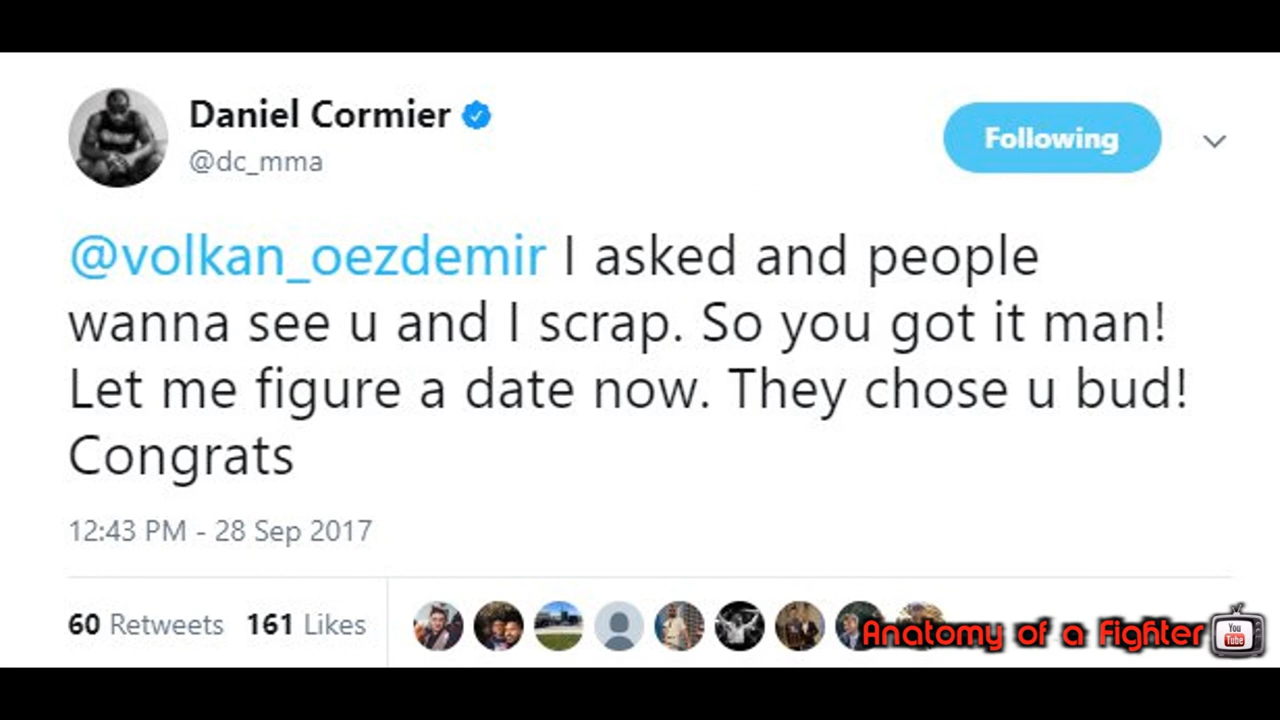 Daniel Cormier
@dc_mma
Following
@volkan_oezdemir I asked and people
wanna see u and I scrap. So you got it man!
Let me figure a date now. They chose u bud!
Congrats
12:43 PM - 28 Sep 2017
60 Retweets 161 Likes
Anatomy of a Fighter
You
Tube